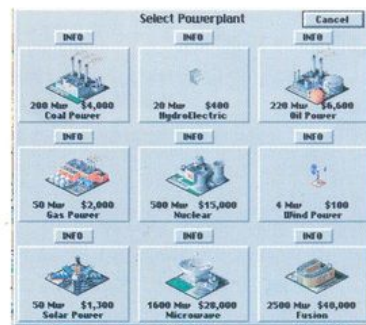 Select Powerplant
Cancel
INFO INFO INFO
200 Mw $4,000
Coal Power
20 Mw $400
HydroElectric
220 Mw $6,600
Oil Power
INFO INFO INFO
50 Mw $2,000
Gas Power
500 Mw $15,000
Nuclear
4 Mw $100
Wind Power
INFO INFO INFO
50 Mw $1,300
Solar Power
1600 Mw $28,000
Microwave
2500 Mw $40,000
Fusion